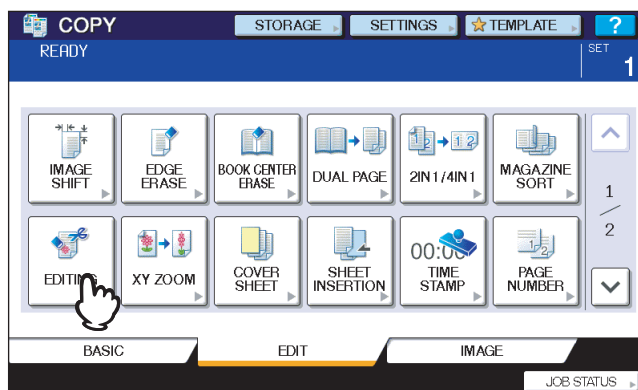 COPY
STORAGE
SETTINGS
TEMPLATE
?
READY
SET
1
IMAGE
SHIFT
EDGE
ERASE
BOOK CENTER
ERASE
DUAL PAGE
2IN1/4IN1
MAGAZINE
SORT
1
2
EDITING
XY ZOOM
COVER
SHEET
SHEET
INSERTION
00:00
TIME
STAMP
PAGE
NUMBER
BASIC
EDIT
IMAGE
JOB STATUS